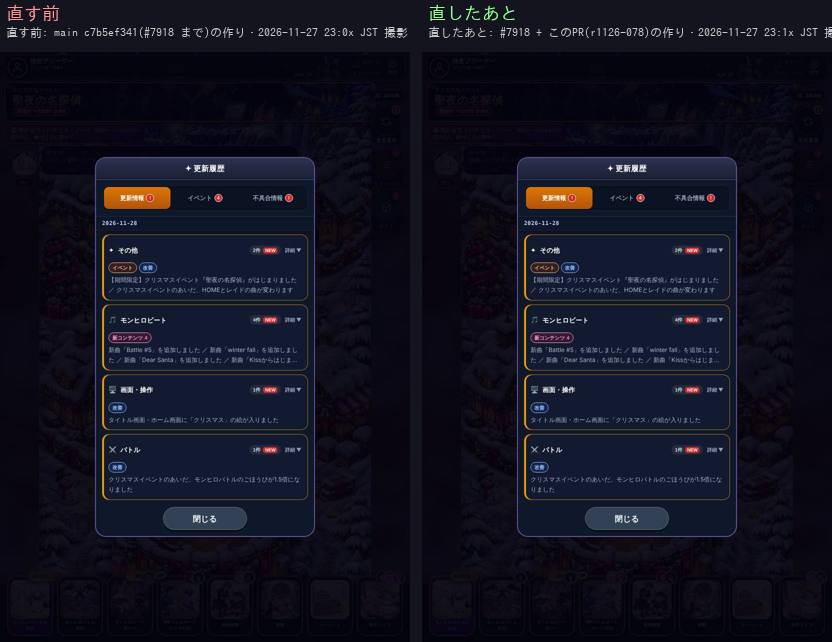 直す前
直す前: main c7b5ef341(#7918 まで)の作り・2026-11-27 23:0x JST 撮影
聖夜の名探偵
✦ 更新履歴
更新情報 !
イベント 4
不具合情報 !
2026-11-28
✦ その他 2件 NEW 詳細▼
イベント 改善
【期間限定】クリスマスイベント『聖夜の名探偵』がはじまりました
／ クリスマスイベントのあいだ、HOMEとレイドの曲が変わります
モンヒロビート 4件 NEW 詳細▼
新コンテンツ 4
新曲「Battle #5」を追加しました ／ 新曲「winter fall」を追加しまし
た ／ 新曲「Dear Santa」を追加しました ／ 新曲「Kissからはじま…
画面・操作 1件 NEW 詳細▼
改善
タイトル画面・ホーム画面に「クリスマス」の絵が入りました
バトル 1件 NEW 詳細▼
改善
クリスマスイベントのあいだ、モンヒロバトルのごほうびが1.5倍にな
りました
閉じる
直したあと
直したあと: #7918 + このPR(r1126-078)の作り・2026-11-27 23:1x JST
聖夜の名探偵
✦ 更新履歴
更新情報 !
イベント 4
不具合情報 !
2026-11-28
✦ その他 2件 NEW 詳細▼
イベント 改善
【期間限定】クリスマスイベント『聖夜の名探偵』がはじまりました
／ クリスマスイベントのあいだ、HOMEとレイドの曲が変わります
モンヒロビート 4件 NEW 詳細▼
新コンテンツ 4
新曲「Battle #5」を追加しました ／ 新曲「winter fall」を追加しまし
た ／ 新曲「Dear Santa」を追加しました ／ 新曲「Kissからはじま…
画面・操作 1件 NEW 詳細▼
改善
タイトル画面・ホーム画面に「クリスマス」の絵が入りました
バトル 1件 NEW 詳細▼
改善
クリスマスイベントのあいだ、モンヒロバトルのごほうびが1.5倍にな
りました
閉じる